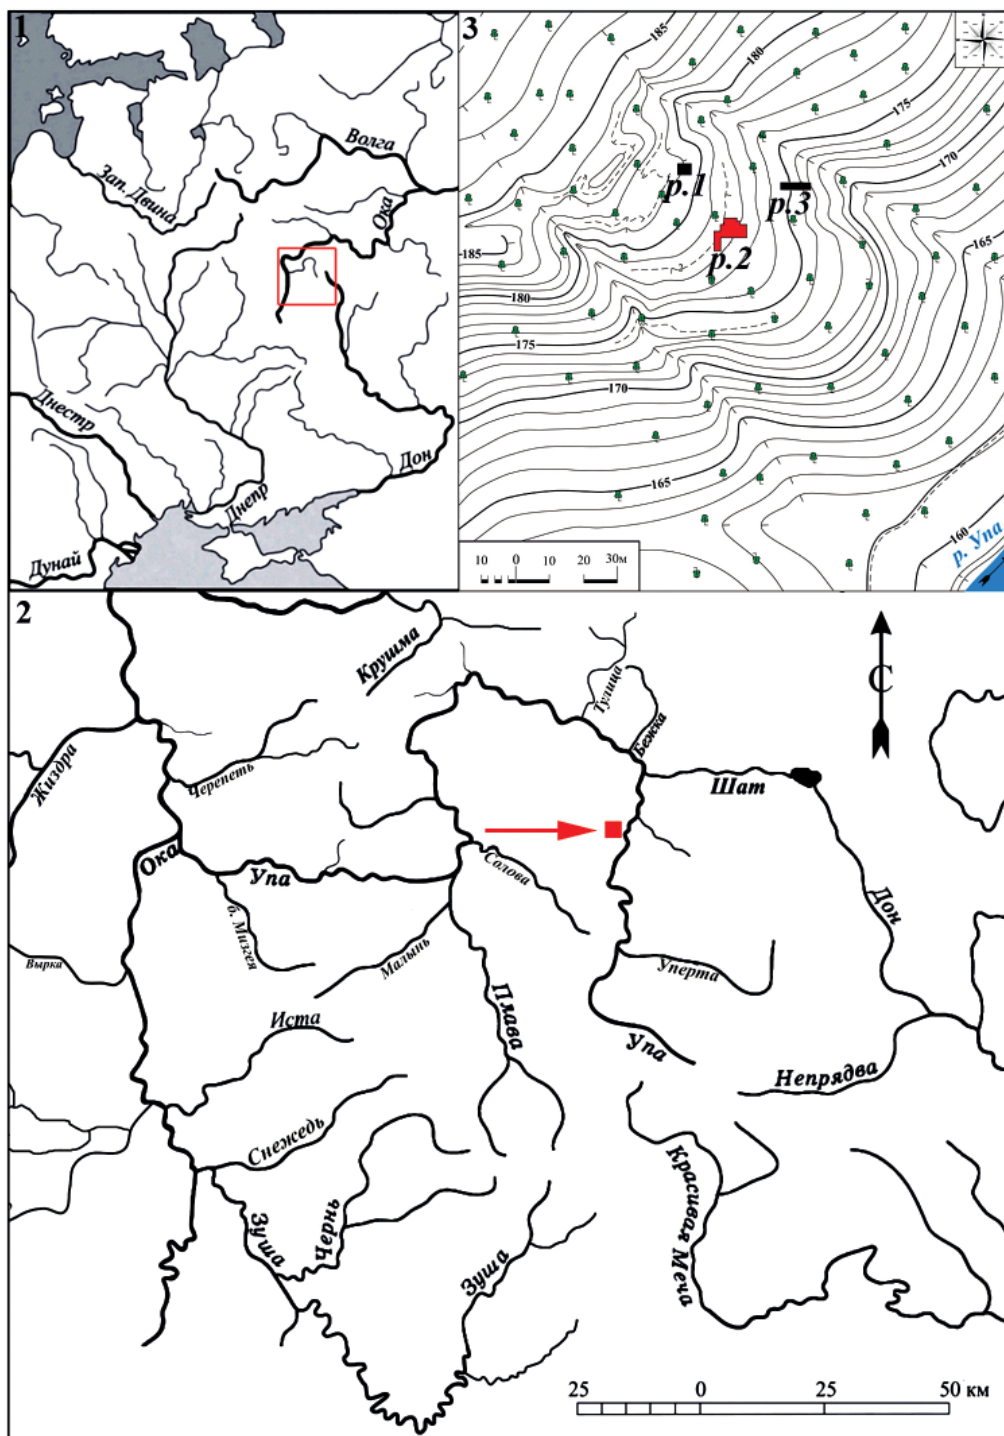 1
Волга
Зап. Двина
Ока
Днестр
Дон
Днепр
Дунай
3
185
180
175
170
165
р.1
р.3
р.2
185
180
175
170
165
160
р. Упа
10 0 10 30м
2
Крушма
Тулица
Бежка
С
Жиздра
Черепеть
Шат
Ока
Упа
Солова
б. Мизгея
Дон
Вырка
Малынь
Уперта
Иста
Плава
Упа
Непрядва
Снежедь
Красивая Меча
Зуша
Чернь
Зуша
25 0 25 50 км